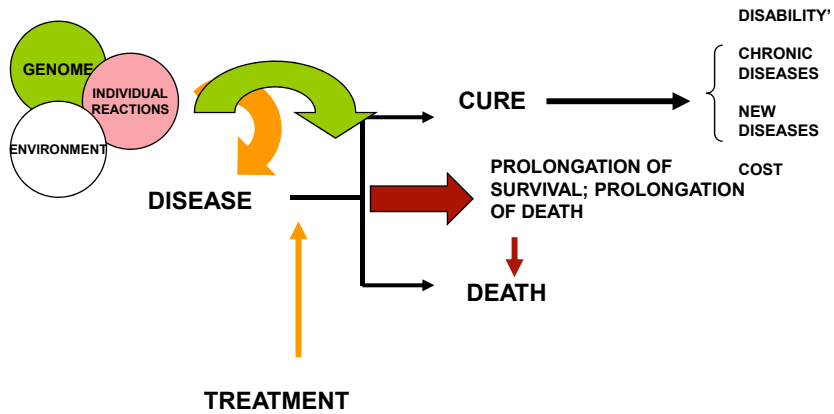 GENOME
INDIVIDUAL
REACTIONS
ENVIRONMENT
DISEASE
TREATMENT
CURE
PROLONGATION OF
SURVIVAL; PROLONGATION
OF DEATH
DEATH
DISABILITY'
CHRONIC
DISEASES
NEW
DISEASES
COST